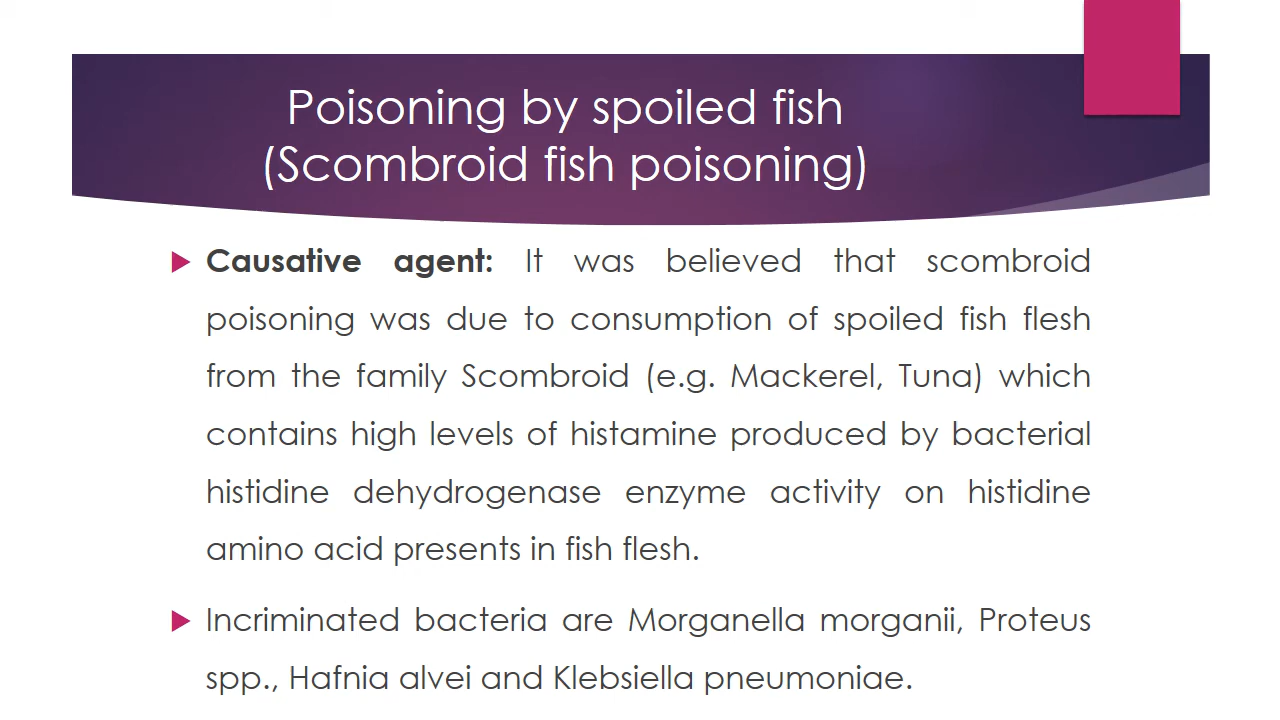 Poisoning by spoiled fish
(Scombroid fish poisoning)
Causative agent: It was believed that scombroid
poisoning was due to consumption of spoiled fish flesh
from the family Scombroid (e.g. Mackerel, Tuna) which
contains high levels of histamine produced by bacterial
histidine dehydrogenase enzyme activity on histidine
amino acid presents in fish flesh.
Incriminated bacteria are Morganella morganii, Proteus
spp., Hafnia alvei and Klebsiella pneumoniae.